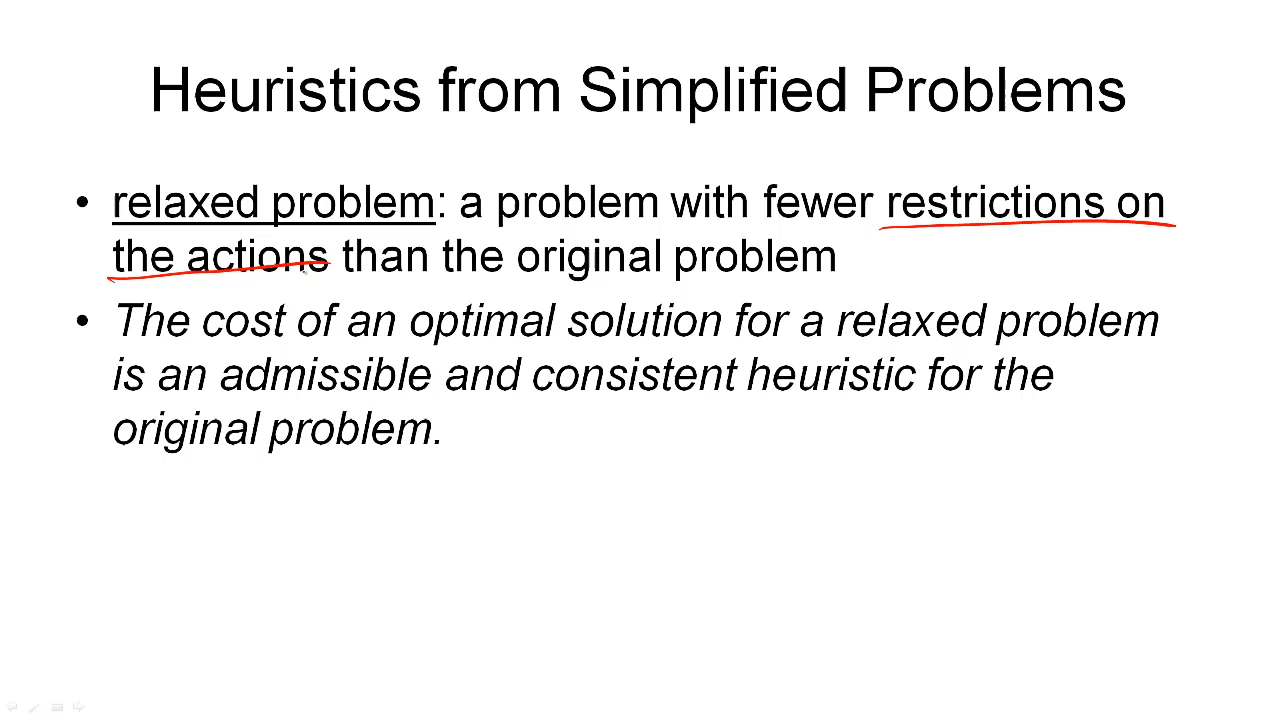 Heuristics from Simplified Problems
• relaxed problem: a problem with fewer restrictions on
the actions than the original problem
• The cost of an optimal solution for a relaxed problem
is an admissible and consistent heuristic for the
original problem.